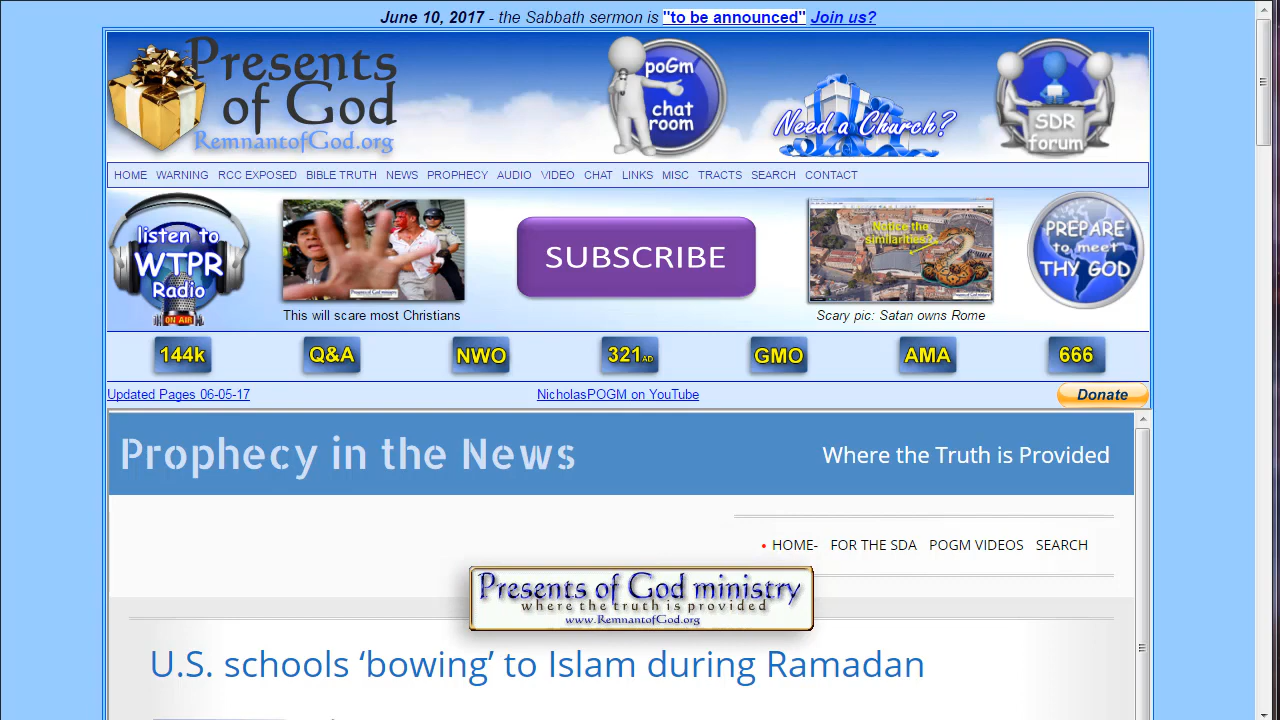 June 10, 2017 - the Sabbath sermon is "to be announced" Join us?
Presents
of God
RemnantofGod.org
poGm
chat
room
Need a Church?
SDR
forum
HOME WARNING RCC EXPOSED BIBLE TRUTH NEWS PROPHECY AUDIO VIDEO CHAT LINKS MISC TRACTS SEARCH CONTACT
listen to
WTPR
Radio
ON AIR
This will scare most Christians
SUBSCRIBE
Notice the
similarities...
Scary pic: Satan owns Rome
PREPARE
to meet
THY GOD
144k Q&A NWO 321AD GMO AMA 666
Updated Pages 06-05-17 NicholasPOGM on YouTube Donate
Prophecy in the News Where the Truth is Provided
HOME- FOR THE SDA POGM VIDEOS SEARCH
Presents of God ministry
where the truth is provided
www.RemnantofGod.org
U.S. schools ‘bowing’ to Islam during Ramadan